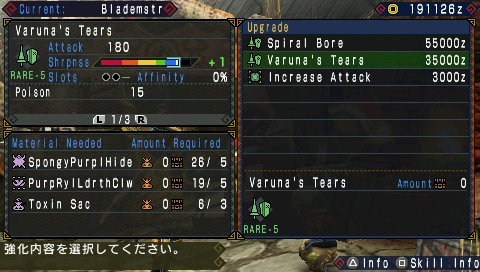 Current: Blademstr
191126z
Varuna's Tears
Attack 180
Shrpnss +1
RARE-5 Slots Affinity 0%
Poison 15
L 1/3 R
Upgrade
Spiral Bore 55000z
Varuna's Tears 35000z
Increase Attack 3000z
Material Needed Amount Required
SpongyPurplHide 0 26/ 5
PurpRylLdrthClw 0 19/ 5
Toxin Sac 0 6/ 3
Varuna's Tears Amount 0
RARE-5
強化内容を選択してください。
Info Skill Info